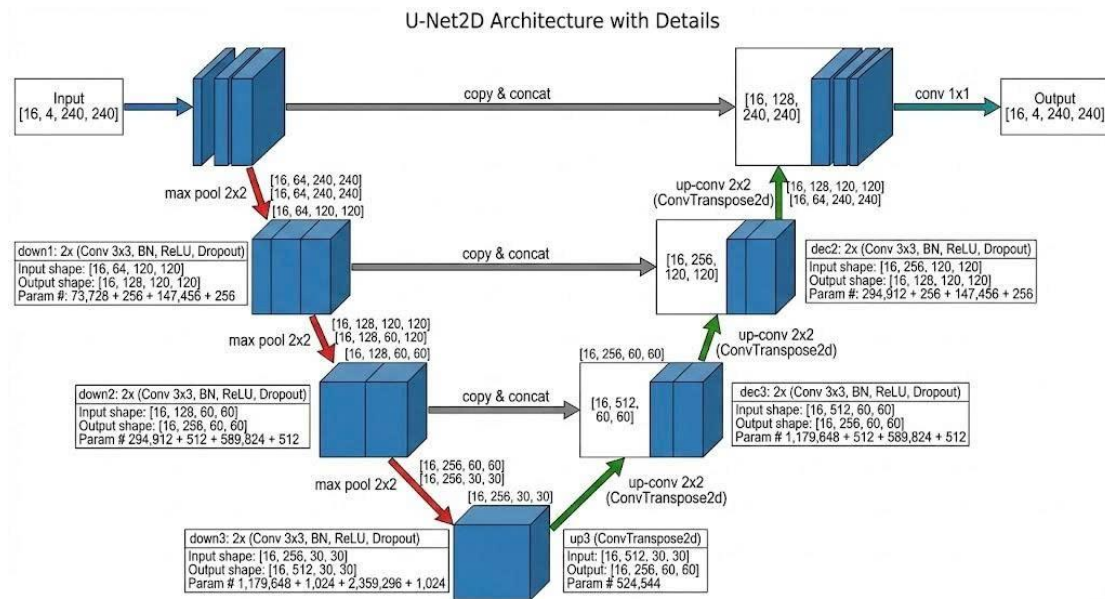 U-Net2D Architecture with Details
Input
[16, 4, 240, 240]
copy & concat
[16, 128,
240, 240]
conv 1x1
Output
[16, 4, 240, 240]
max pool 2x2
[16, 64, 240, 240]
[16, 64, 240, 240]
[16, 64, 120, 120]
up-conv 2x2
(ConvTranspose2d)
[16, 128, 120, 120]
[16, 64, 240, 240]
down1: 2x (Conv 3x3, BN, ReLU, Dropout)
Input shape: [16, 64, 120, 120]
Output shape: [16, 128, 120, 120]
Param #: 73,728 + 256 + 147,456 + 256
copy & concat
[16, 256,
120, 120]
dec2: 2x (Conv 3x3, BN, ReLU, Dropout)
Input shape: [16, 256, 120, 120]
Output shape: [16, 128, 120, 120]
Param #: 294,912 + 256 + 147,456 + 256
max pool 2x2
[16, 128, 120, 120]
[16, 128, 60, 120]
[16, 128, 60, 60]
up-conv 2x2
(ConvTranspose2d)
[16, 256, 60, 60]
down2: 2x (Conv 3x3, BN, ReLU, Dropout)
Input shape: [16, 128, 60, 60]
Output shape: [16, 256, 60, 60]
Param # 294,912 + 512 + 589,824 + 512
copy & concat
[16, 512,
60, 60]
dec3: 2x (Conv 3x3, BN, ReLU, Dropout)
Input shape: [16, 512, 60, 60]
Output shape: [16, 256, 60, 60]
Param # 1,179,648 + 512 + 589,824 + 512
max pool 2x2
[16, 256, 60, 60]
[16, 256, 30, 30]
[16, 256, 30, 30]
up-conv 2x2
(ConvTranspose2d)
down3: 2x (Conv 3x3, BN, ReLU, Dropout)
Input shape: [16, 256, 30, 30]
Output shape: [16, 512, 30, 30]
Param # 1,179,648 + 1,024 + 2,359,296 + 1,024
up3 (ConvTranspose2d)
Input: [16, 512, 30, 30]
Output: [16, 256, 60, 60]
Param # 524,544